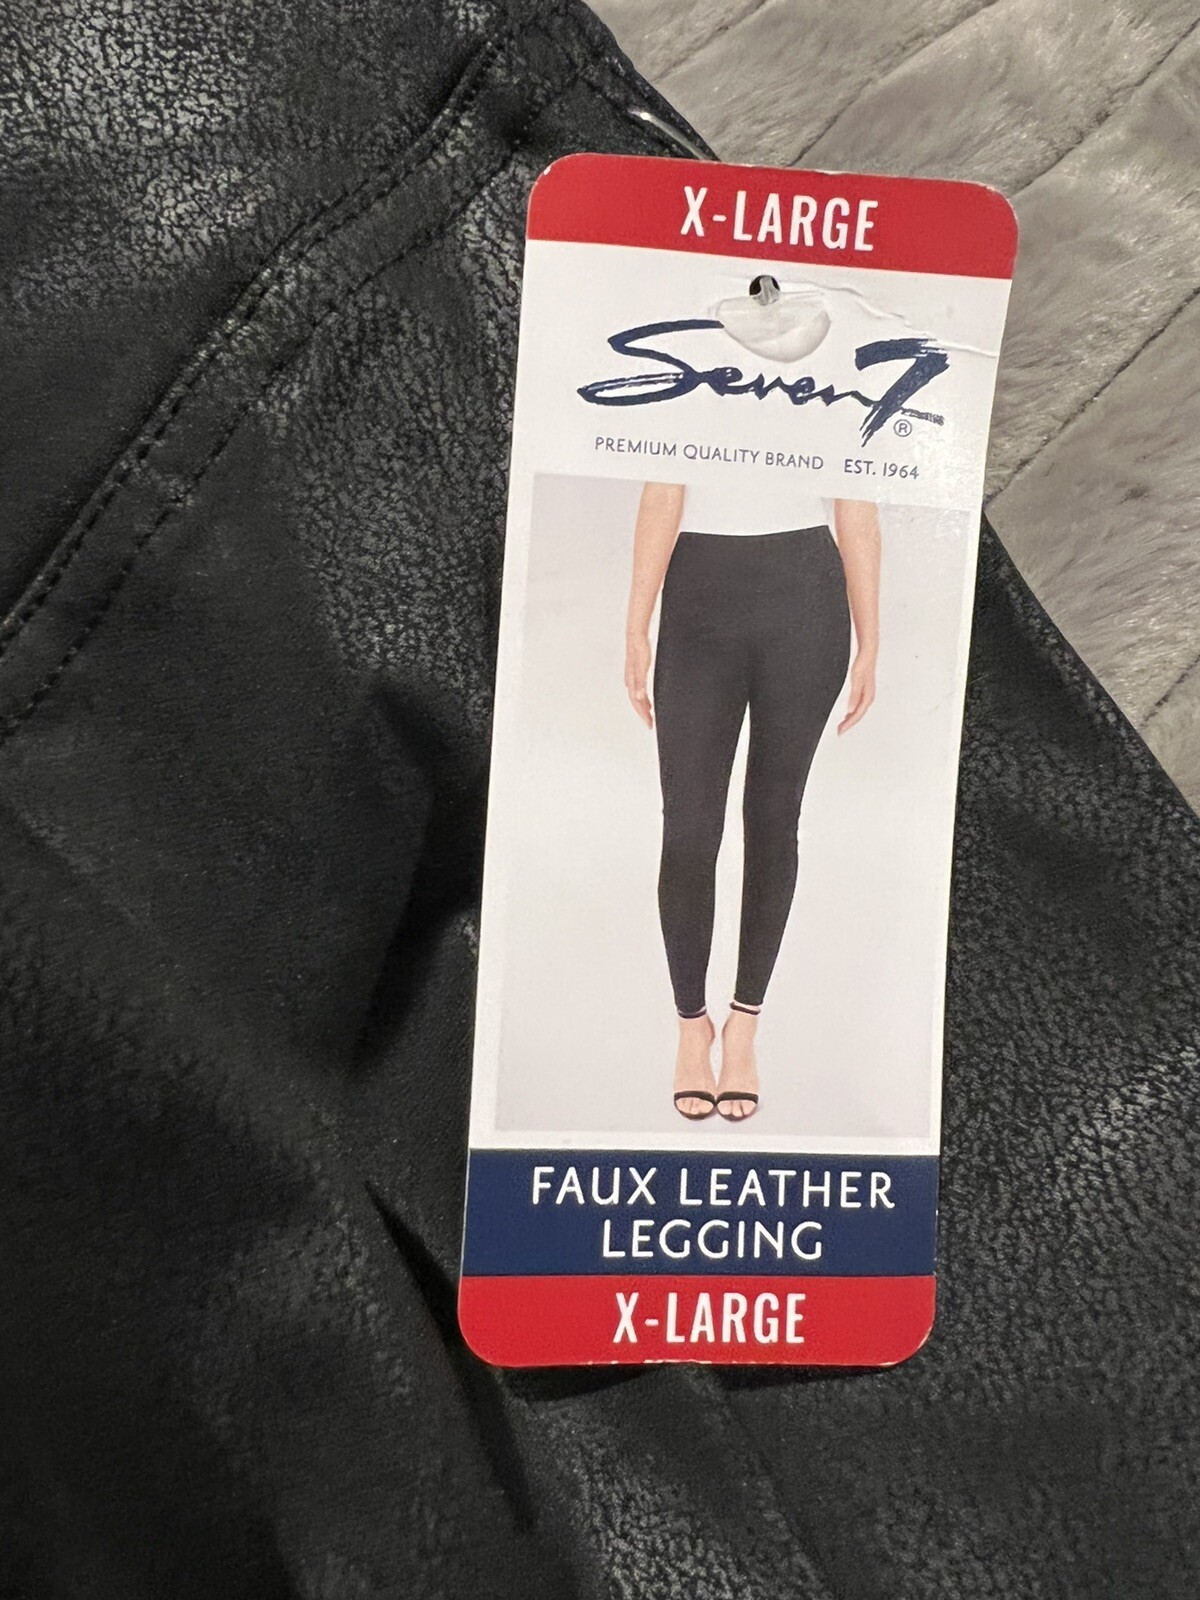 X-LARGE
Seven7®
PREMIUM QUALITY BRAND EST. 1964
FAUX LEATHER
LEGGING
X-LARGE